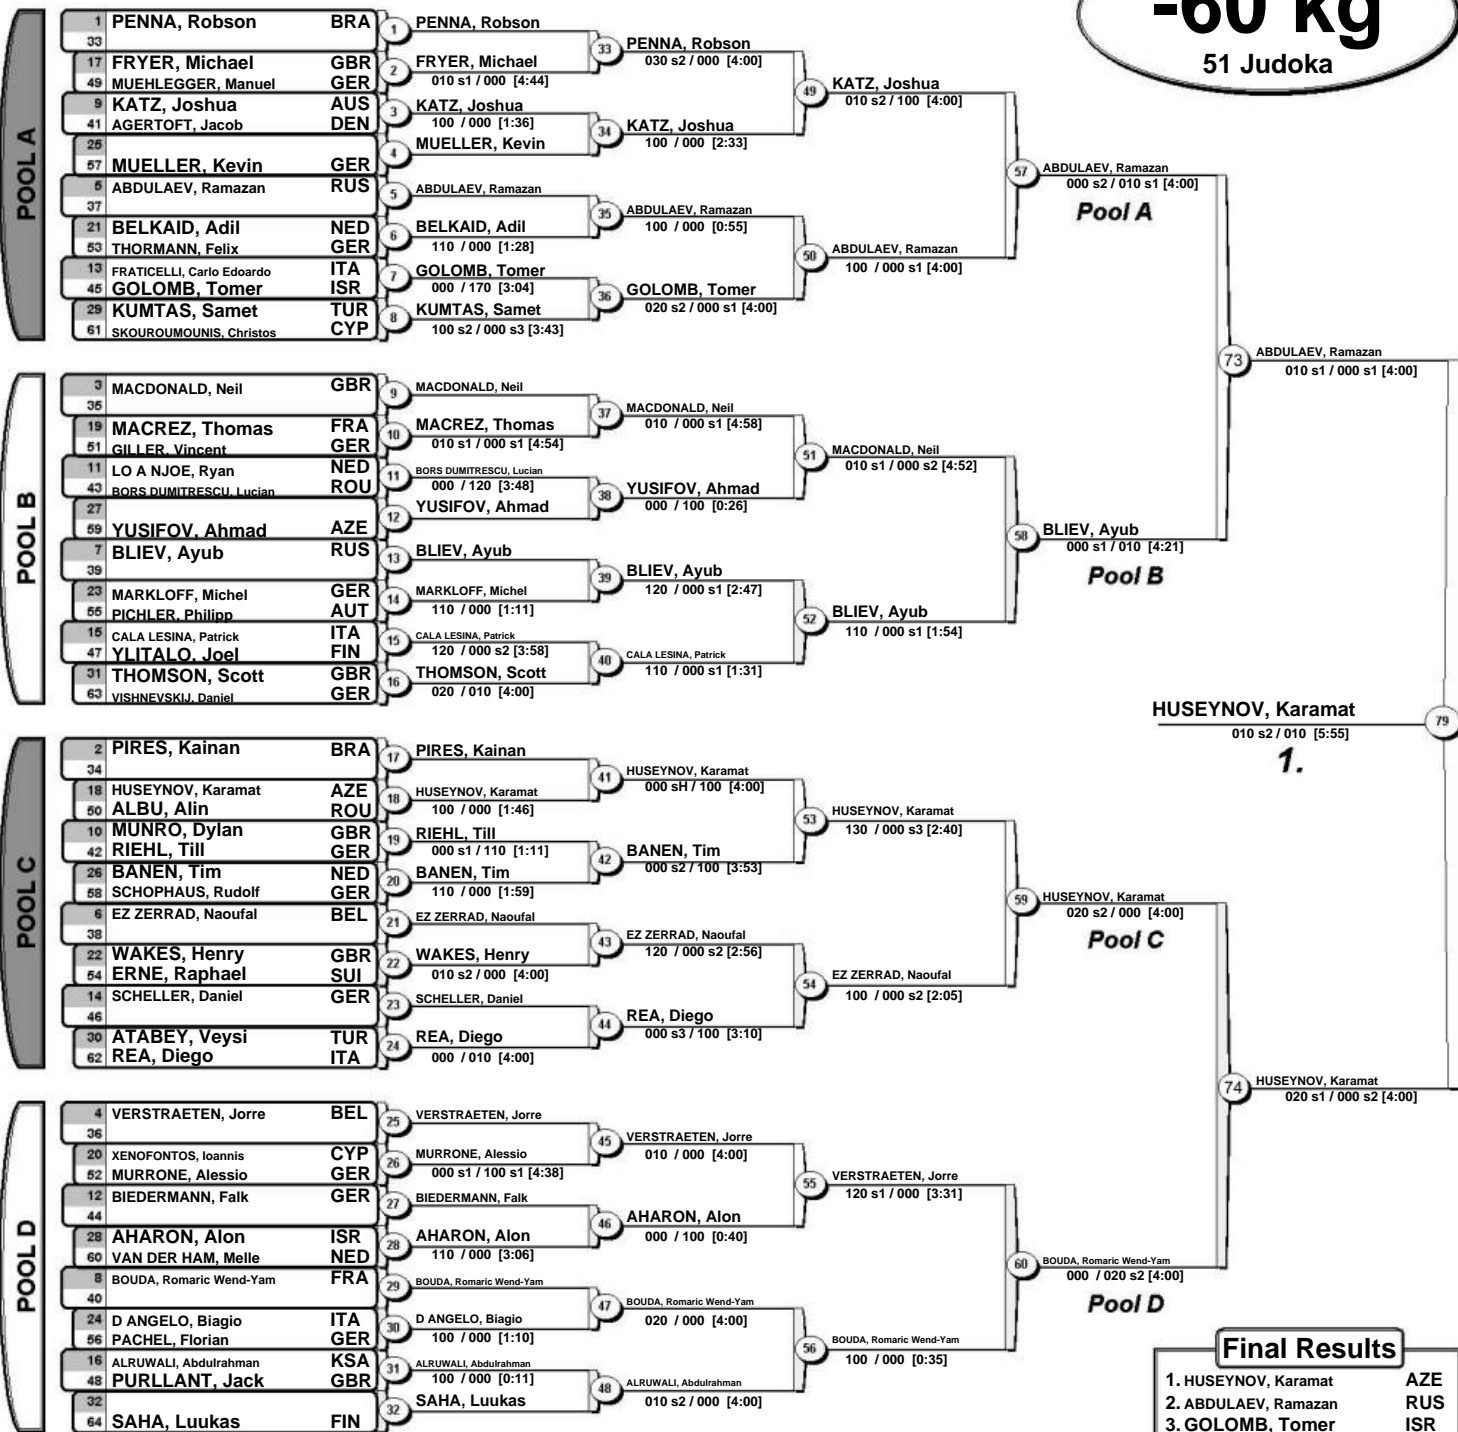 -60 kg
51 Judoka
POOL A
1 PENNA, Robson BRA
33
17 FRYER, Michael GBR
49 MUEHLEGGER, Manuel GER
9 KATZ, Joshua AUS
41 AGERTOFT, Jacob DEN
25
57 MUELLER, Kevin GER
5 ABDULAEV, Ramazan RUS
37
21 BELKAID, Adil NED
53 THORMANN, Felix GER
13 FRATICELLI, Carlo Edoardo ITA
45 GOLOMB, Tomer ISR
29 KUMTAS, Samet TUR
61 SKOUROUMOUNIS, Christos CYP
1 PENNA, Robson
2 FRYER, Michael
010 s1 / 000 [4:44]
3 KATZ, Joshua
100 / 000 [1:36]
4 MUELLER, Kevin
5 ABDULAEV, Ramazan
6 BELKAID, Adil
110 / 000 [1:28]
7 GOLOMB, Tomer
000 / 170 [3:04]
8 KUMTAS, Samet
100 s2 / 000 s3 [3:43]
33 PENNA, Robson
030 s2 / 000 [4:00]
34 KATZ, Joshua
100 / 000 [2:33]
35 ABDULAEV, Ramazan
100 / 000 [0:55]
36 GOLOMB, Tomer
020 s2 / 000 s1 [4:00]
49 KATZ, Joshua
010 s2 / 100 [4:00]
50 ABDULAEV, Ramazan
100 / 000 s1 [4:00]
57 ABDULAEV, Ramazan
000 s2 / 010 s1 [4:00]
Pool A
POOL B
3 MACDONALD, Neil GBR
35
19 MACREZ, Thomas FRA
51 GILLER, Vincent GER
11 LO A NJOE, Ryan NED
43 BORS DUMITRESCU, Lucian ROU
27
59 YUSIFOV, Ahmad AZE
7 BLIEV, Ayub RUS
39
23 MARKLOFF, Michel GER
55 PICHLER, Philipp AUT
15 CALA LESINA, Patrick ITA
47 YLITALO, Joel FIN
31 THOMSON, Scott GBR
63 VISHNEVSKIJ, Daniel GER
9 MACDONALD, Neil
10 MACREZ, Thomas
010 s1 / 000 s1 [4:54]
11 BORS DUMITRESCU, Lucian
000 / 120 [3:48]
12 YUSIFOV, Ahmad
13 BLIEV, Ayub
14 MARKLOFF, Michel
110 / 000 [1:11]
15 CALA LESINA, Patrick
120 / 000 s2 [3:58]
16 THOMSON, Scott
020 / 010 [4:00]
37 MACDONALD, Neil
010 / 000 s1 [4:58]
38 YUSIFOV, Ahmad
000 / 100 [0:26]
39 BLIEV, Ayub
120 / 000 s1 [2:47]
40 CALA LESINA, Patrick
110 / 000 s1 [1:31]
51 MACDONALD, Neil
010 s1 / 000 s2 [4:52]
52 BLIEV, Ayub
110 / 000 s1 [1:54]
58 BLIEV, Ayub
000 s1 / 010 [4:21]
Pool B
73 ABDULAEV, Ramazan
010 s1 / 000 s1 [4:00]
HUSEYNOV, Karamat 79
010 s2 / 010 [5:55]
1.
POOL C
2 PIRES, Kainan BRA
34
18 HUSEYNOV, Karamat AZE
50 ALBU, Alin ROU
10 MUNRO, Dylan GBR
42 RIEHL, Till GER
26 BANEN, Tim NED
58 SCHOPHAUS, Rudolf GER
6 EZ ZERRAD, Naoufal BEL
38
22 WAKES, Henry GBR
54 ERNE, Raphael SUI
14 SCHELLER, Daniel GER
46
30 ATABEY, Veysi TUR
62 REA, Diego ITA
17 PIRES, Kainan
18 HUSEYNOV, Karamat
100 / 000 [1:46]
19 RIEHL, Till
000 s1 / 110 [1:11]
20 BANEN, Tim
110 / 000 [1:59]
21 EZ ZERRAD, Naoufal
22 WAKES, Henry
010 s2 / 000 [4:00]
23 SCHELLER, Daniel
24 REA, Diego
000 / 010 [4:00]
41 HUSEYNOV, Karamat
000 sH / 100 [4:00]
42 BANEN, Tim
000 s2 / 100 [3:53]
43 EZ ZERRAD, Naoufal
120 / 000 s2 [2:56]
44 REA, Diego
000 s3 / 100 [3:10]
53 HUSEYNOV, Karamat
130 / 000 s3 [2:40]
54 EZ ZERRAD, Naoufal
100 / 000 s2 [2:05]
59 HUSEYNOV, Karamat
020 s2 / 000 [4:00]
Pool C
74 HUSEYNOV, Karamat
020 s1 / 000 s2 [4:00]
POOL D
4 VERSTRAETEN, Jorre BEL
36
20 XENOFONTOS, Ioannis CYP
52 MURRONE, Alessio GER
12 BIEDERMANN, Falk GER
44
28 AHARON, Alon ISR
60 VAN DER HAM, Melle NED
8 BOUDA, Romaric Wend-Yam FRA
40
24 D ANGELO, Biagio ITA
56 PACHEL, Florian GER
16 ALRUWALI, Abdulrahman KSA
48 PURLLANT, Jack GBR
32
64 SAHA, Luukas FIN
25 VERSTRAETEN, Jorre
26 MURRONE, Alessio
000 s1 / 100 s1 [4:38]
27 BIEDERMANN, Falk
28 AHARON, Alon
110 / 000 [3:06]
29 BOUDA, Romaric Wend-Yam
30 D ANGELO, Biagio
100 / 000 [1:10]
31 ALRUWALI, Abdulrahman
100 / 000 [0:11]
32 SAHA, Luukas
45 VERSTRAETEN, Jorre
010 / 000 [4:00]
46 AHARON, Alon
000 / 100 [0:40]
47 BOUDA, Romaric Wend-Yam
020 / 000 [4:00]
48 ALRUWALI, Abdulrahman
010 s2 / 000 [4:00]
55 VERSTRAETEN, Jorre
120 s1 / 000 [3:31]
56 BOUDA, Romaric Wend-Yam
100 / 000 [0:35]
60 BOUDA, Romaric Wend-Yam
000 / 020 s2 [4:00]
Pool D
Final Results
1. HUSEYNOV, Karamat AZE
2. ABDULAEV, Ramazan RUS
3. GOLOMB, Tomer ISR